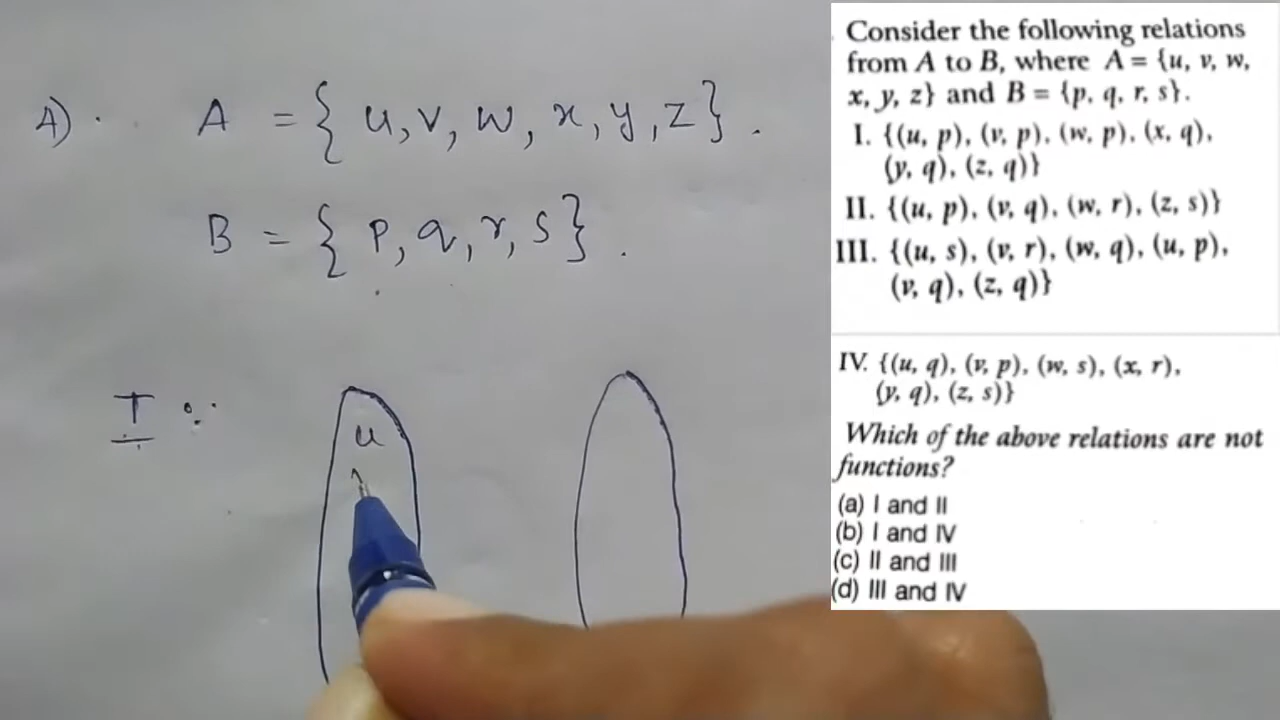 A) . A = { u, v, w, x, y, z } .
B = { p, q, r, s } .
I :
u
Consider the following relations
from A to B, where A = {u, v, w,
x, y, z} and B = {p, q, r, s}.
I. {(u, p), (v, p), (w, p), (x, q),
(y, q), (z, q)}
II. {(u, p), (v, q), (w, r), (z, s)}
III. {(u, s), (v, r), (w, q), (u, p),
(v, q), (z, q)}
IV. {(u, q), (v, p), (w, s), (x, r),
(y, q), (z, s)}
Which of the above relations are not
functions?
(a) I and II
(b) I and IV
(c) II and III
(d) III and IV